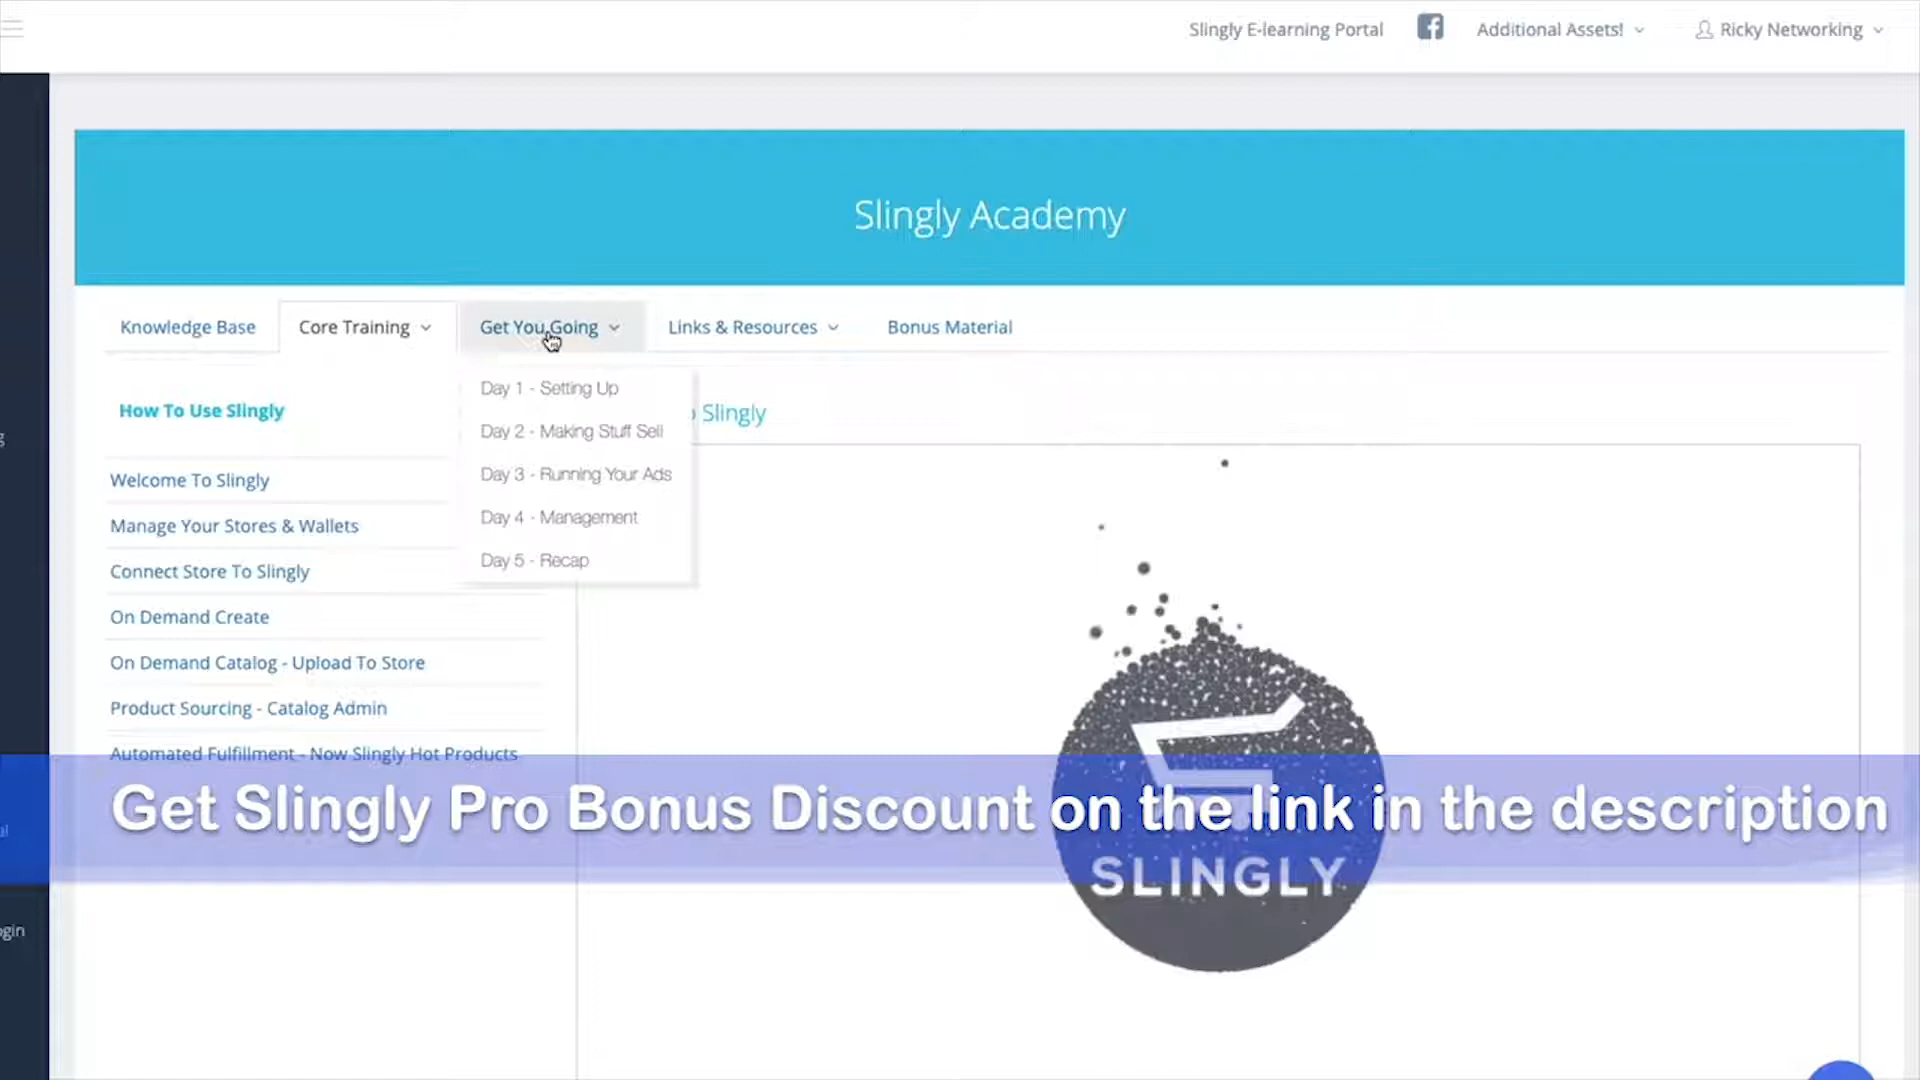 Slingly E-learning Portal
Additional Assets!
Ricky Networking
Slingly Academy
Knowledge Base
Core Training
Get You Going
Links & Resources
Bonus Material
Day 1 - Setting Up
Day 2 - Making Stuff Sell
Day 3 - Running Your Ads
Day 4 - Management
Day 5 - Recap
How To Use Slingly
Slingly
Welcome To Slingly
Manage Your Stores & Wallets
Connect Store To Slingly
On Demand Create
On Demand Catalog - Upload To Store
Product Sourcing - Catalog Admin
Automated Fulfillment - Now Slingly Hot Products
Get Slingly Pro Bonus Discount on the link in the description
SLINGLY